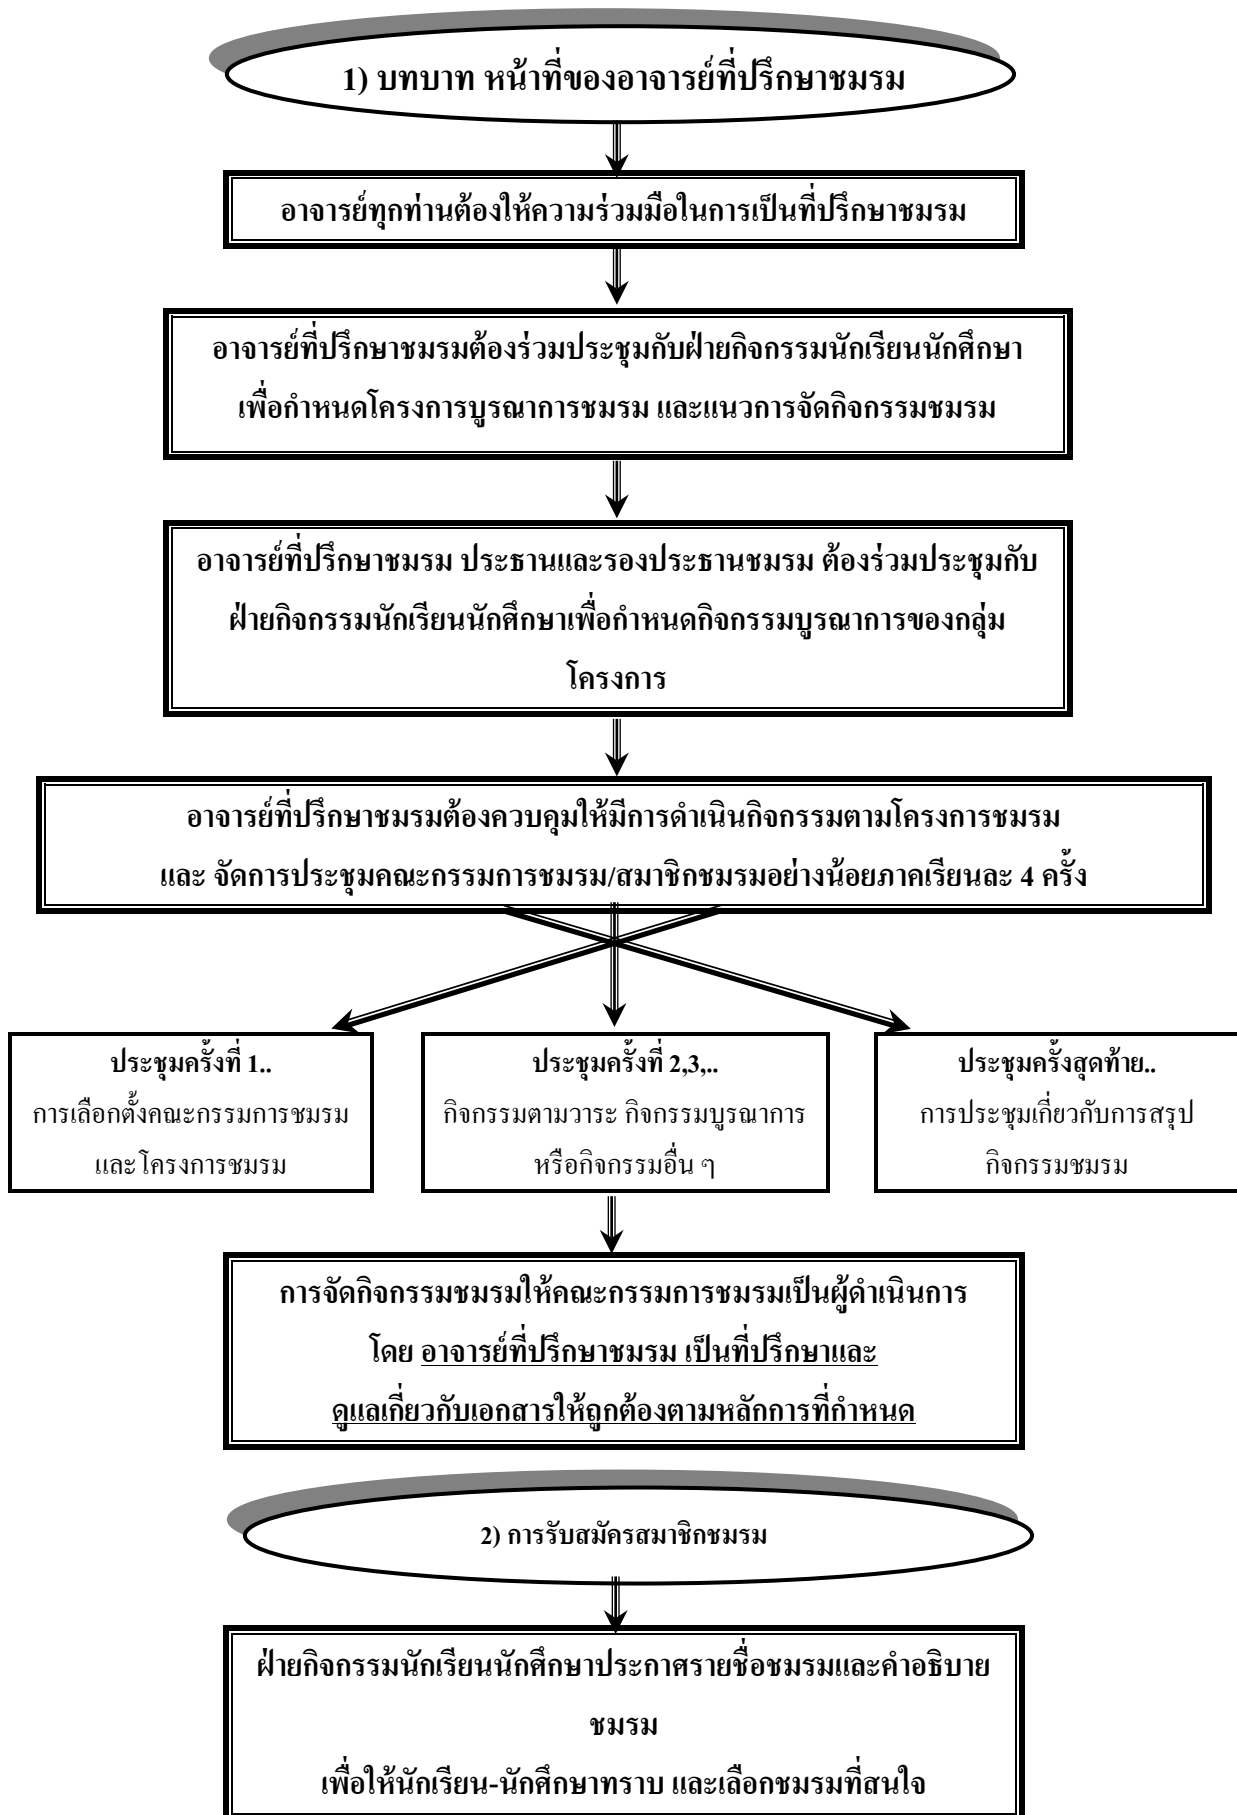 1) บทบาท หน้าที่ของอาจารย์ที่ปรึกษาชมรม
อาจารย์ทุกท่านต้องให้ความร่วมมือในการเป็นที่ปรึกษาชมรม
อาจารย์ที่ปรึกษาชมรมต้องร่วมประชุมกับฝ่ายกิจกรรมนักเรียนนักศึกษา
เพื่อกำหนดโครงการบูรณาการชมรม และแนวการจัดกิจกรรมชมรม
อาจารย์ที่ปรึกษาชมรม ประธานและรองประธานชมรม ต้องร่วมประชุมกับ
ฝ่ายกิจกรรมนักเรียนนักศึกษาเพื่อกำหนดกิจกรรมบูรณาการของกลุ่ม
โครงการ
อาจารย์ที่ปรึกษาชมรมต้องควบคุมให้มีการดำเนินกิจกรรมตามโครงการชมรม
และ จัดการประชุมคณะกรรมการชมรม/สมาชิกชมรมอย่างน้อยภาคเรียนละ 4 ครั้ง
ประชุมครั้งที่ 1..
การเลือกตั้งคณะกรรมการชมรม
และโครงการชมรม
ประชุมครั้งที่ 2,3,..
กิจกรรมตามวาระ กิจกรรมบูรณาการ
หรือกิจกรรมอื่น ๆ
ประชุมครั้งสุดท้าย..
การประชุมเกี่ยวกับการสรุป
กิจกรรมชมรม
การจัดกิจกรรมชมรมให้คณะกรรมการชมรมเป็นผู้ดำเนินการ
โดย อาจารย์ที่ปรึกษาชมรม เป็นที่ปรึกษาและ
ดูแลเกี่ยวกับเอกสารให้ถูกต้องตามหลักการที่กำหนด
2) การรับสมัครสมาชิกชมรม
ฝ่ายกิจกรรมนักเรียนนักศึกษาประกาศรายชื่อชมรมและคำอธิบาย
ชมรม
เพื่อให้นักเรียน-นักศึกษาทราบ และเลือกชมรมที่สนใจ